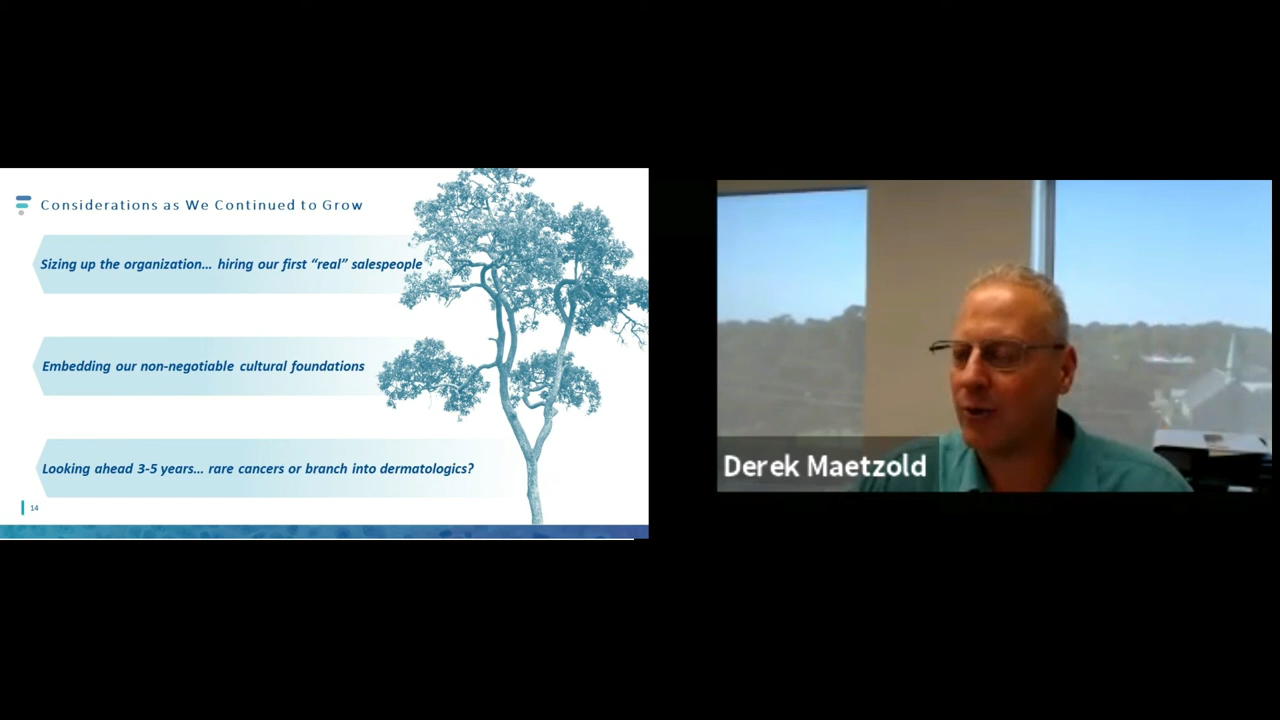 Considerations as We Continued to Grow
Sizing up the organization... hiring our first “real” salespeople
Embedding our non-negotiable cultural foundations
Looking ahead 3-5 years... rare cancers or branch into dermatologics?
14
Derek Maetzold